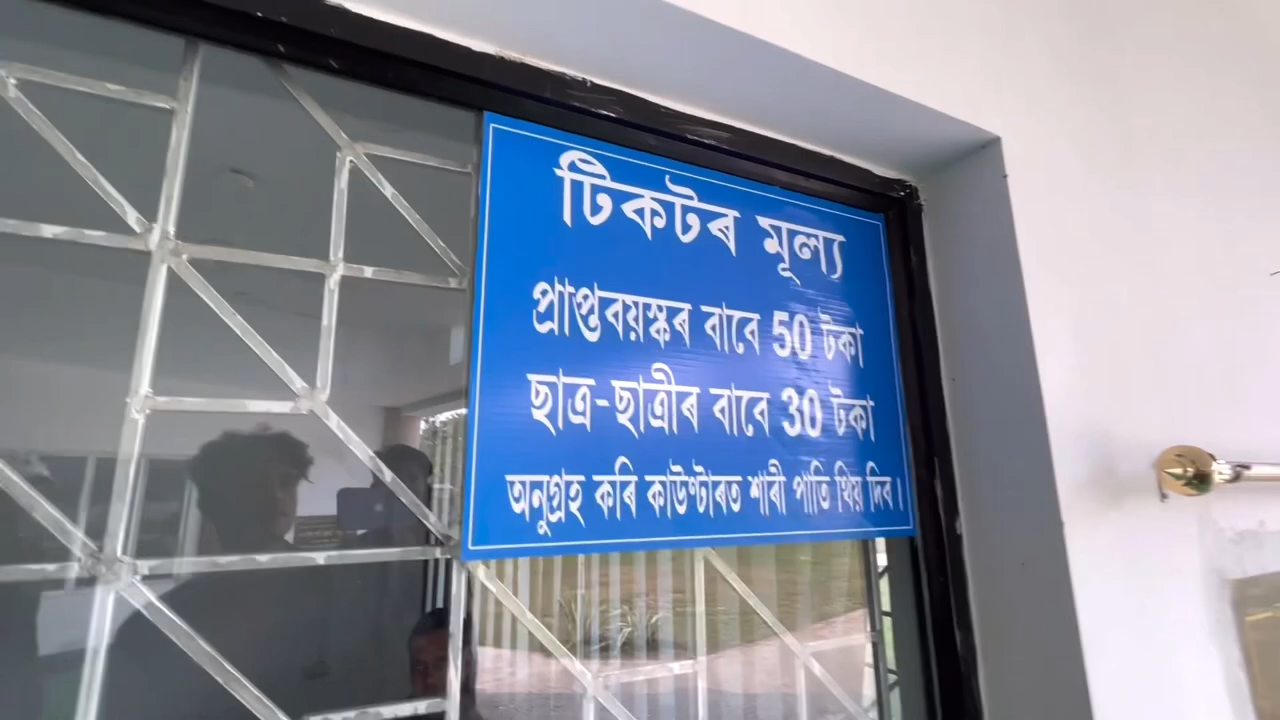 টিকটৰ মূল্য
প্ৰাপ্তবয়স্কৰ বাবে 50 টকা
ছাত্ৰ-ছাত্ৰীৰ বাবে 30 টকা
অনুগ্ৰহ কৰি কাউণ্টাৰত শাৰী পাতি থিয় দিব।